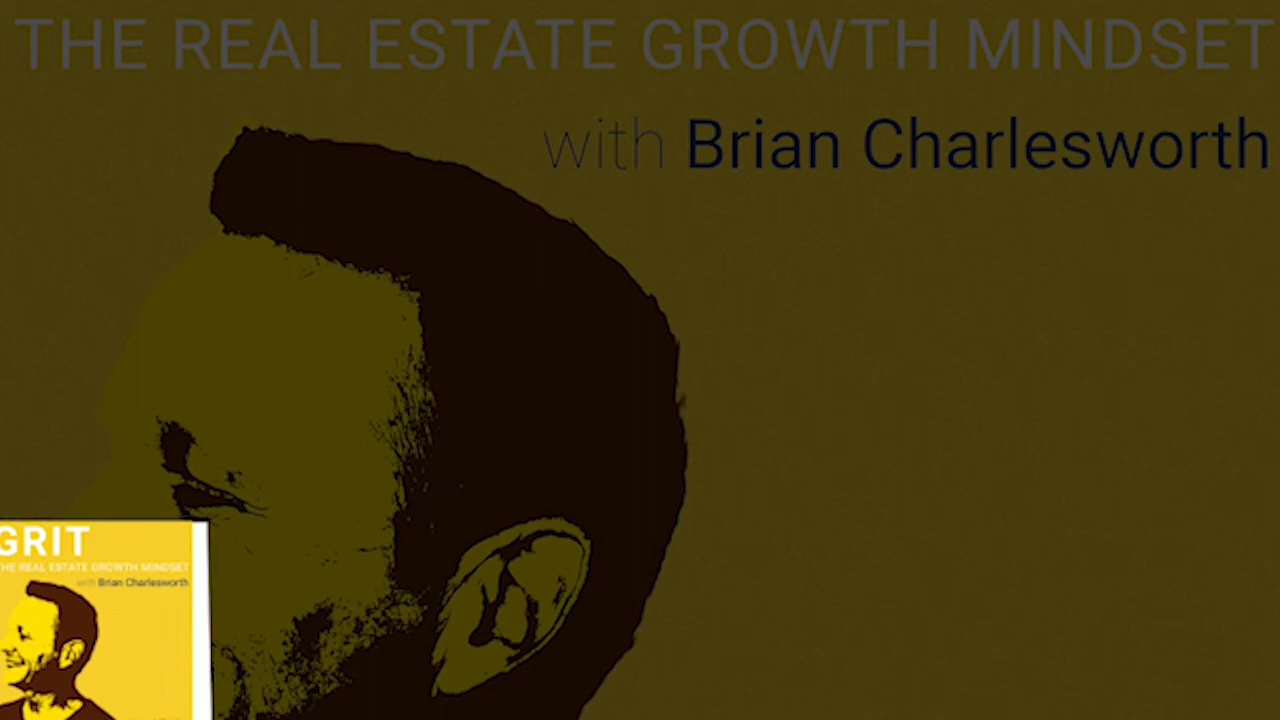 THE REAL ESTATE GROWTH MINDSET
with Brian Charlesworth
GRIT
THE REAL ESTATE GROWTH MINDSET
with Brian Charlesworth